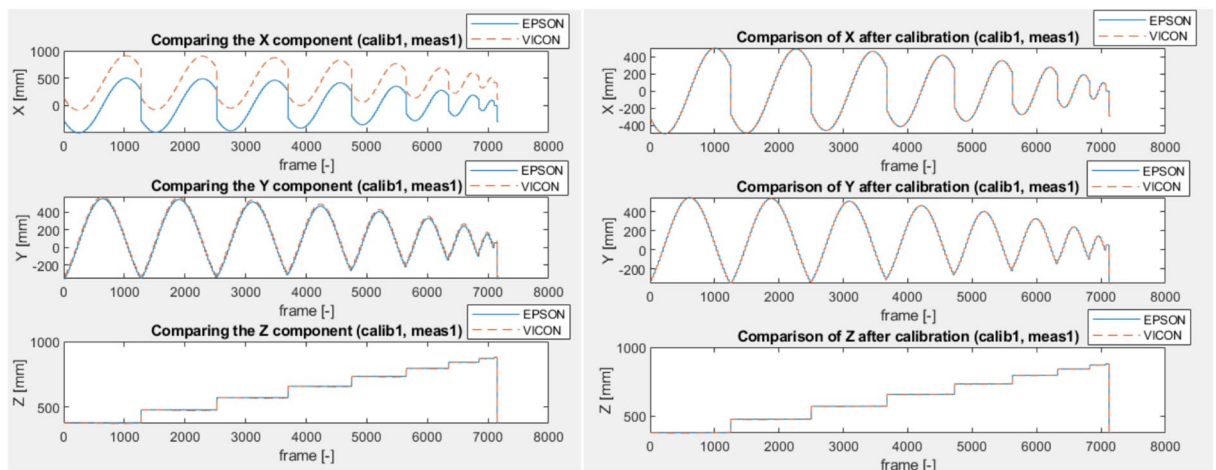 EPSON
VICON
Comparing the X component (calib1, meas1)
1000
500
0
X [mm]
0 1000 2000 3000 4000 5000 6000 7000 8000
frame [-]
EPSON
VICON
Comparing the Y component (calib1, meas1)
400
200
0
-200
Y [mm]
0 1000 2000 3000 4000 5000 6000 7000 8000
frame [-]
EPSON
VICON
Comparing the Z component (calib1, meas1)
1000
500
Z [mm]
0 1000 2000 3000 4000 5000 6000 7000 8000
frame [-]
EPSON
VICON
Comparison of X after calibration (calib1, meas1)
400
200
0
-200
-400
X [mm]
0 1000 2000 3000 4000 5000 6000 7000 8000
frame [-]
EPSON
VICON
Comparison of Y after calibration (calib1, meas1)
400
200
0
-200
Y [mm]
0 1000 2000 3000 4000 5000 6000 7000 8000
frame [-]
EPSON
VICON
Comparison of Z after calibration (calib1, meas1)
1000
500
Z [mm]
0 1000 2000 3000 4000 5000 6000 7000 8000
frame [-]